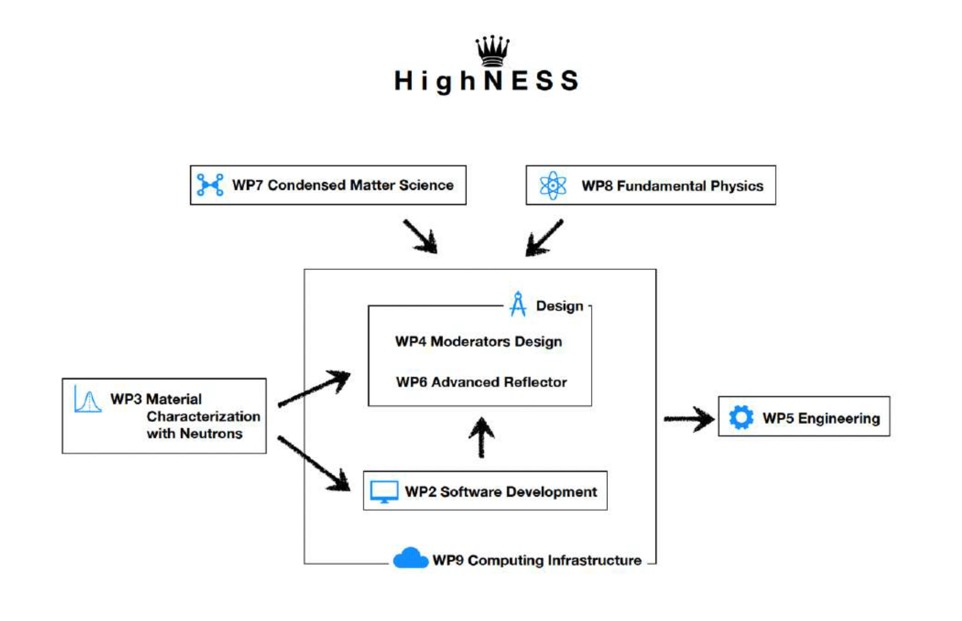 HighNESS
WP7 Condensed Matter Science
WP8 Fundamental Physics
Design
WP4 Moderators Design
WP6 Advanced Reflector
WP3 Material
Characterization
with Neutrons
WP5 Engineering
WP2 Software Development
WP9 Computing Infrastructure